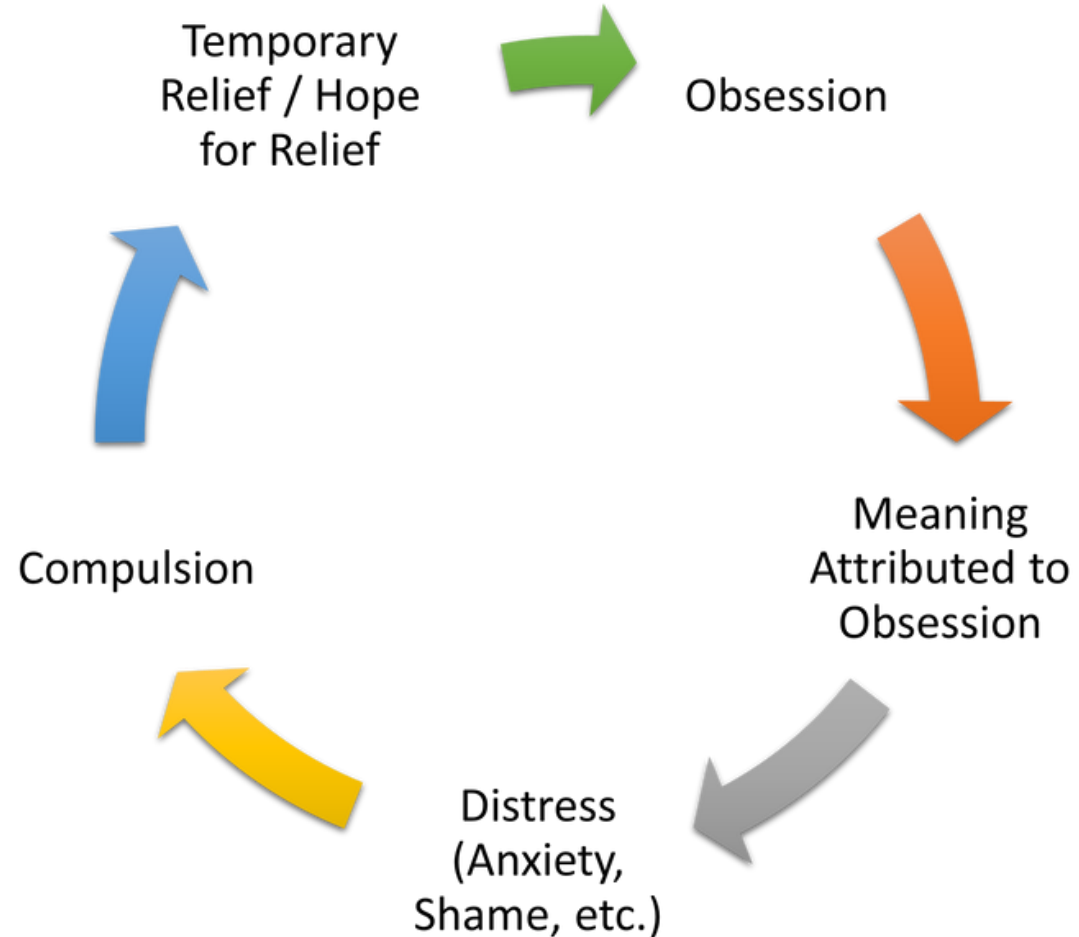 Temporary
Relief / Hope
for Relief
Obsession
Meaning
Attributed to
Obsession
Distress
(Anxiety,
Shame, etc.)
Compulsion